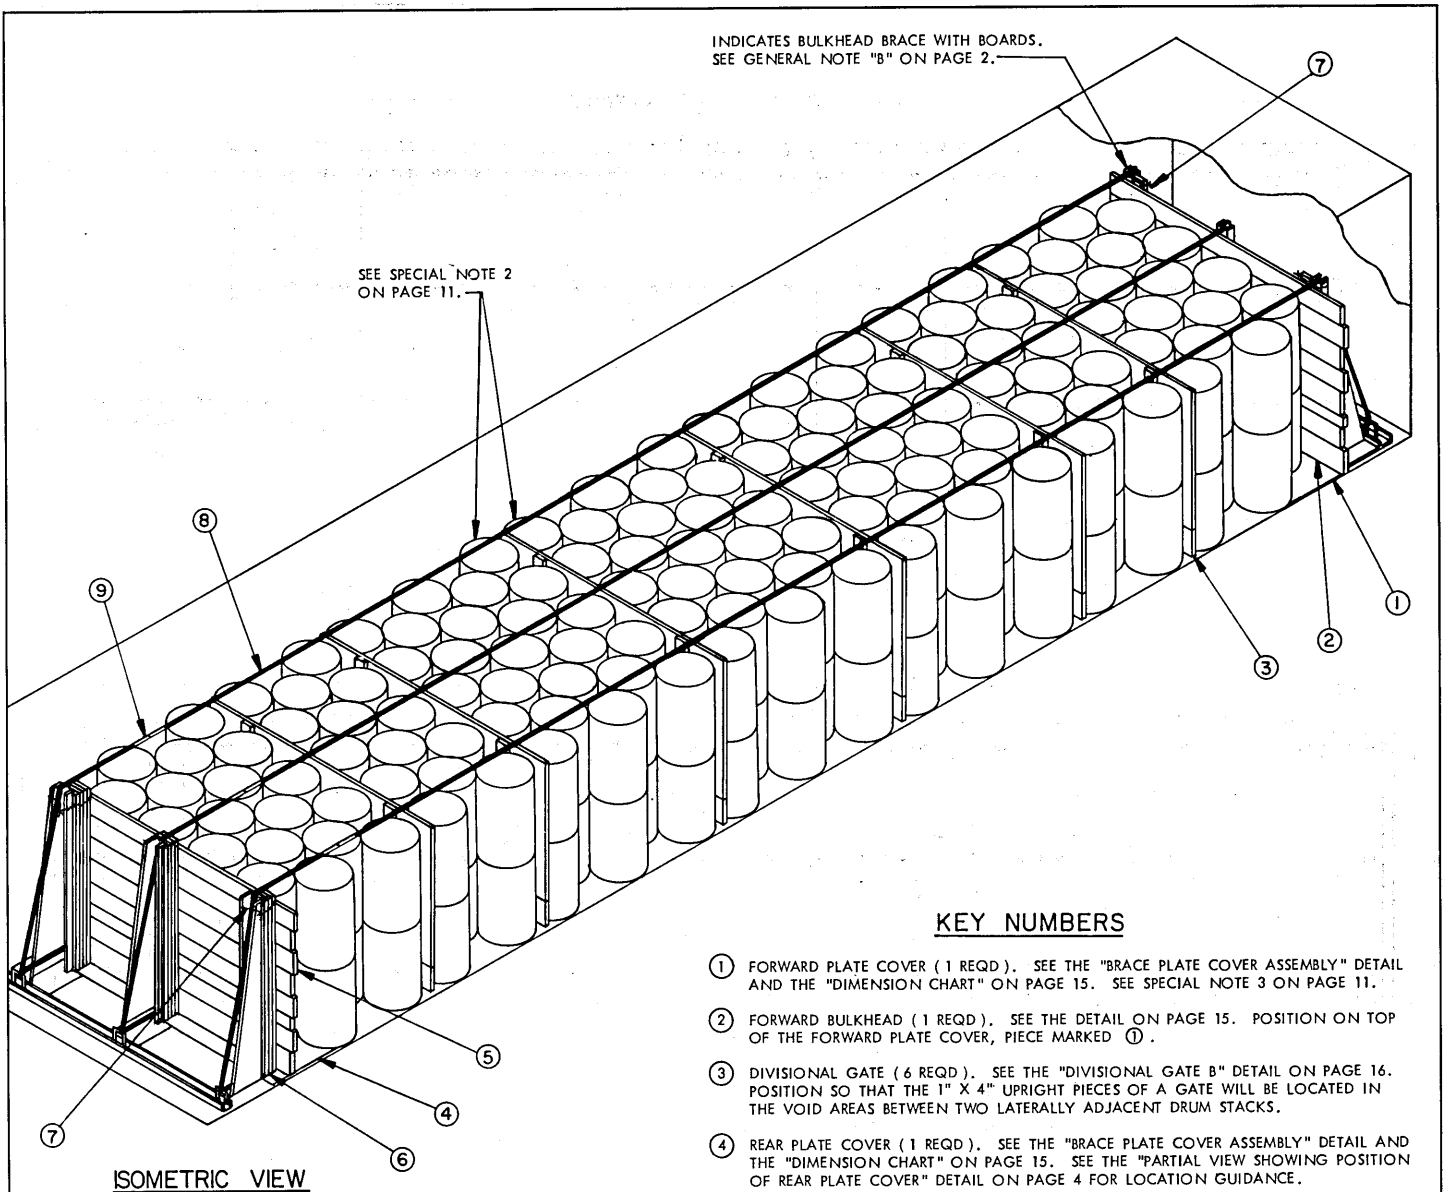 INDICATES BULKHEAD BRACE WITH BOARDS.
SEE GENERAL NOTE "B" ON PAGE 2.
7
SEE SPECIAL NOTE 2
ON PAGE 11.
8
9
1
2
3
5
4
6
7
ISOMETRIC VIEW
KEY NUMBERS
1 FORWARD PLATE COVER ( 1 REQD ). SEE THE "BRACE PLATE COVER ASSEMBLY" DETAIL
AND THE "DIMENSION CHART" ON PAGE 15. SEE SPECIAL NOTE 3 ON PAGE 11.
2 FORWARD BULKHEAD ( 1 REQD ). SEE THE DETAIL ON PAGE 15. POSITION ON TOP
OF THE FORWARD PLATE COVER, PIECE MARKED 1 .
3 DIVISIONAL GATE ( 6 REQD ). SEE THE "DIVISIONAL GATE B" DETAIL ON PAGE 16.
POSITION SO THAT THE 1" X 4" UPRIGHT PIECES OF A GATE WILL BE LOCATED IN
THE VOID AREAS BETWEEN TWO LATERALLY ADJACENT DRUM STACKS.
4 REAR PLATE COVER ( 1 REQD ). SEE THE "BRACE PLATE COVER ASSEMBLY" DETAIL AND
THE "DIMENSION CHART" ON PAGE 15. SEE THE "PARTIAL VIEW SHOWING POSITION
OF REAR PLATE COVER" DETAIL ON PAGE 4 FOR LOCATION GUIDANCE.